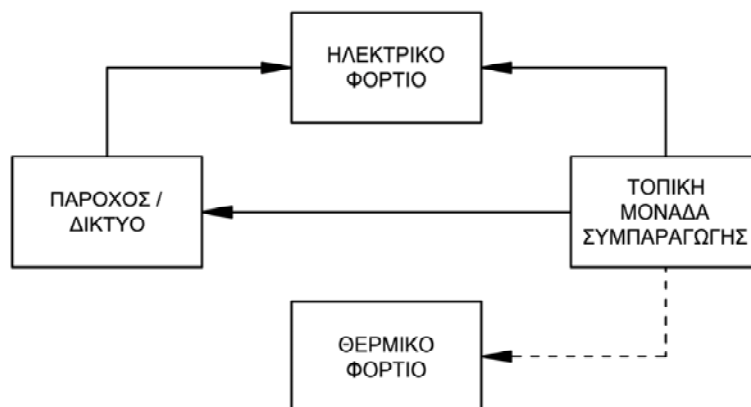 ΗΛΕΚΤΡΙΚΟ
ΦΟΡΤΙΟ
ΠΑΡΟΧΟΣ /
ΔΙΚΤΥΟ
ΤΟΠΙΚΗ
ΜΟΝΑΔΑ
ΣΥΜΠΑΡΑΓΩΓΗΣ
ΘΕΡΜΙΚΟ
ΦΟΡΤΙΟ